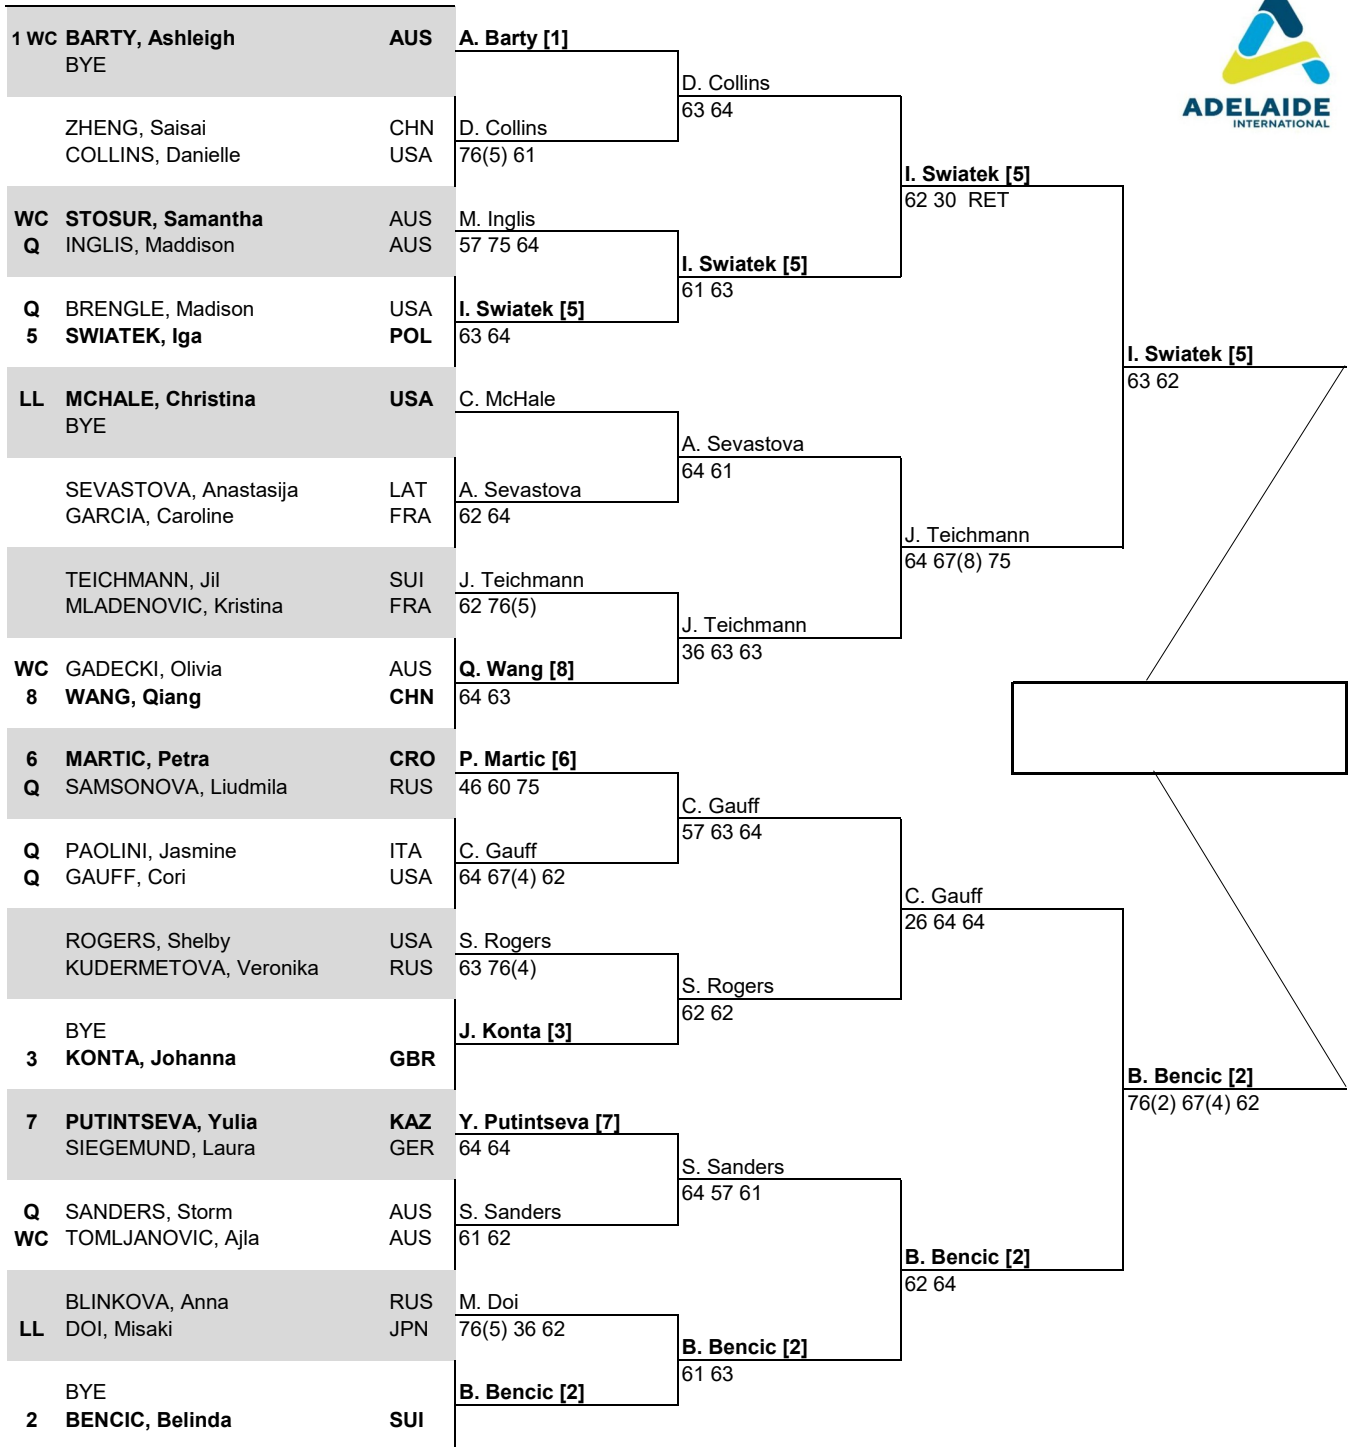 1 WC BARTY, Ashleigh AUS
BYE
ZHENG, Saisai CHN
COLLINS, Danielle USA
WC STOSUR, Samantha AUS
Q INGLIS, Maddison AUS
Q BRENGLE, Madison USA
5 SWIATEK, Iga POL
LL MCHALE, Christina USA
BYE
SEVASTOVA, Anastasija LAT
GARCIA, Caroline FRA
TEICHMANN, Jil SUI
MLADENOVIC, Kristina FRA
WC GADECKI, Olivia AUS
8 WANG, Qiang CHN
6 MARTIC, Petra CRO
Q SAMSONOVA, Liudmila RUS
Q PAOLINI, Jasmine ITA
Q GAUFF, Cori USA
ROGERS, Shelby USA
KUDERMETOVA, Veronika RUS
BYE
3 KONTA, Johanna GBR
7 PUTINTSEVA, Yulia KAZ
SIEGEMUND, Laura GER
Q SANDERS, Storm AUS
WC TOMLJANOVIC, Ajla AUS
BLINKOVA, Anna RUS
LL DOI, Misaki JPN
BYE
2 BENCIC, Belinda SUI
A. Barty [1]
D. Collins
76(5) 61
M. Inglis
57 75 64
I. Swiatek [5]
63 64
C. McHale
A. Sevastova
62 64
J. Teichmann
62 76(5)
Q. Wang [8]
64 63
P. Martic [6]
46 60 75
C. Gauff
64 67(4) 62
S. Rogers
63 76(4)
J. Konta [3]
Y. Putintseva [7]
64 64
S. Sanders
61 62
M. Doi
76(5) 36 62
B. Bencic [2]
D. Collins
63 64
I. Swiatek [5]
61 63
A. Sevastova
64 61
J. Teichmann
36 63 63
C. Gauff
57 63 64
S. Rogers
62 62
S. Sanders
64 57 61
B. Bencic [2]
61 63
I. Swiatek [5]
62 30 RET
J. Teichmann
64 67(8) 75
C. Gauff
26 64 64
B. Bencic [2]
62 64
I. Swiatek [5]
63 62
B. Bencic [2]
76(2) 67(4) 62
ADELAIDE
INTERNATIONAL